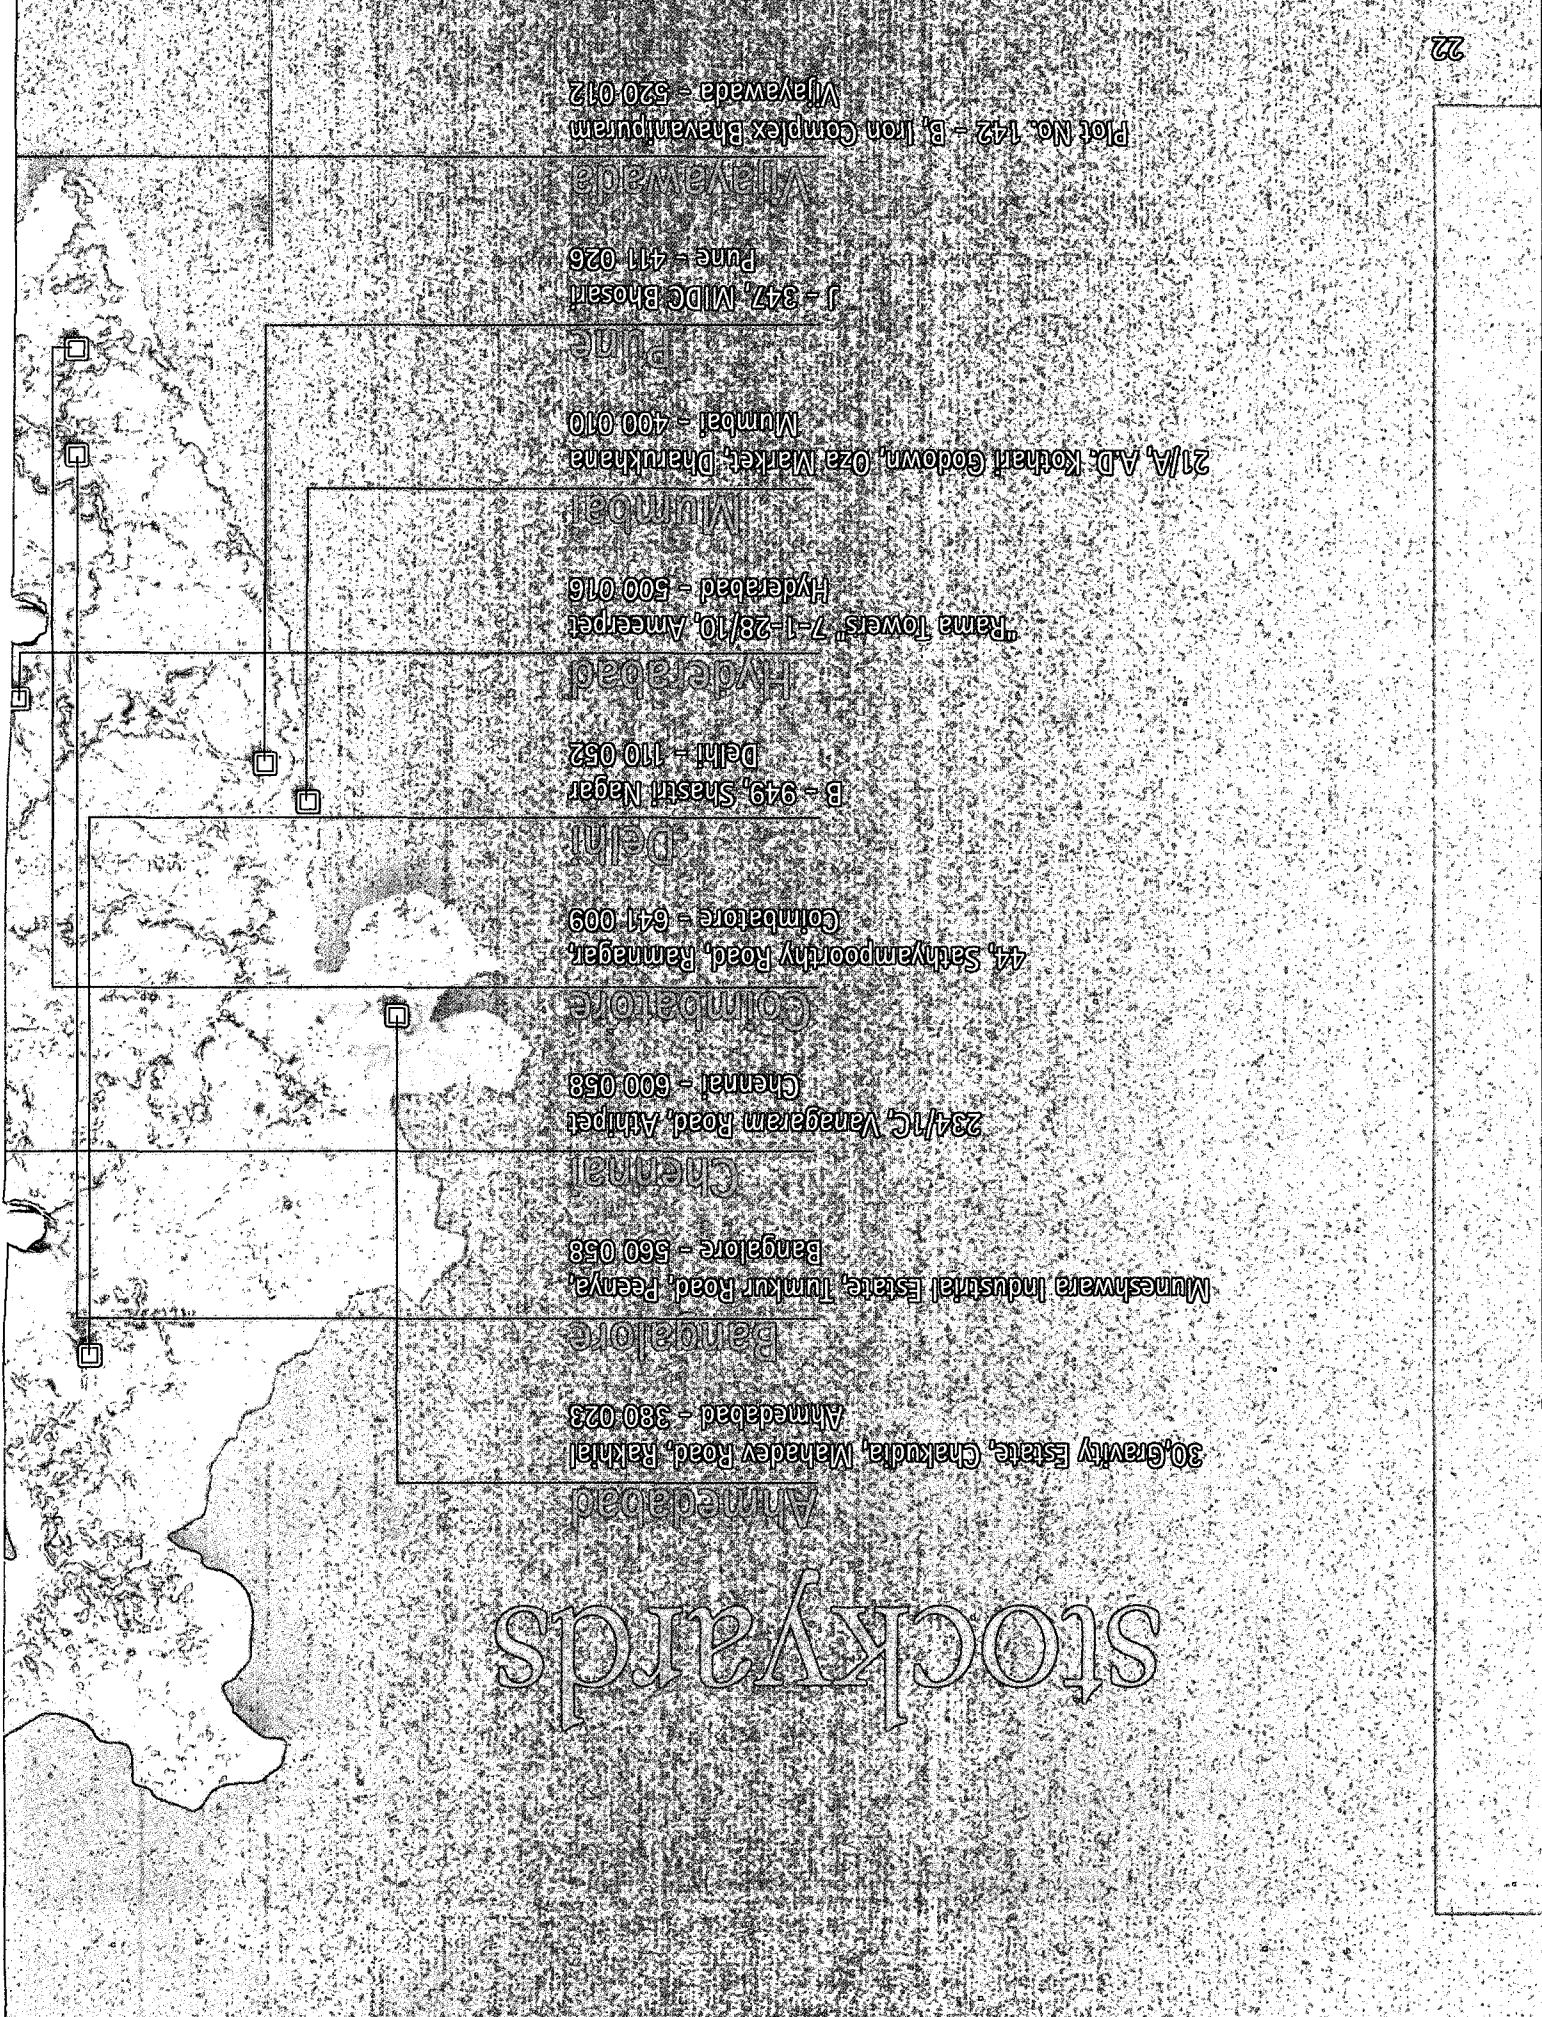 stockyards
Ahmedabad
30,Gravity Estate, Chakudia, Mahadev Road, Rakhial
Ahmedabad - 380 023
Bangalore
Muneshwara Industrial Estate, Tumkur Road, Peenya,
Bangalore - 560 058
Chennai
234/1C, Vanagaram Road, Athipet
Chennai - 600 058
Coimbatore
44, Sathyampoorthy Road, Ramnagar,
Coimbatore - 641 009
Delhi
B - 949, Shastri Nagar
Delhi - 110 052
Hyderabad
"Rama Towers" 7-1-28/10, Ameerpet
Hyderabad - 500 016
Mumbai
21/A, A.D. Kothari Godown, Oza Market, Dharukhana
Mumbai - 400 010
Pune
J - 347, MIDC Bhosari
Pune - 411 026
Vijayawada
Plot No. 142 - B, Iron Complex Bhavanipuram
Vijayawada - 520 012
22